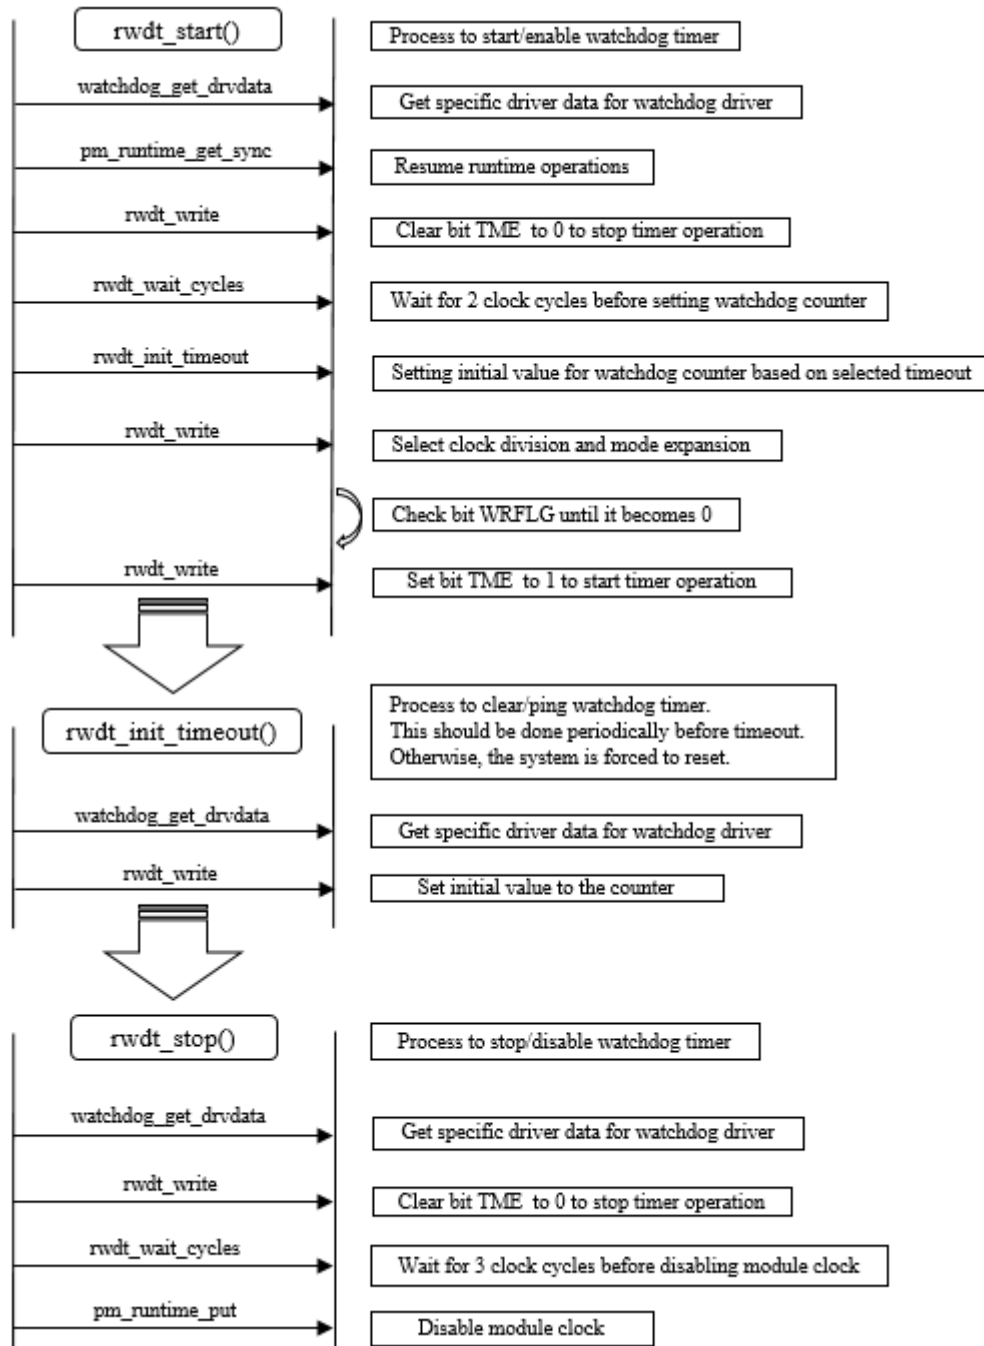 rwdt_start()
Process to start/enable watchdog timer
watchdog_get_drvdata
Get specific driver data for watchdog driver
pm_runtime_get_sync
Resume runtime operations
rwdt_write
Clear bit TME to 0 to stop timer operation
rwdt_wait_cycles
Wait for 2 clock cycles before setting watchdog counter
rwdt_init_timeout
Setting initial value for watchdog counter based on selected timeout
rwdt_write
Select clock division and mode expansion
Check bit WRFLG until it becomes 0
rwdt_write
Set bit TME to 1 to start timer operation
rwdt_init_timeout()
Process to clear/ping watchdog timer.
This should be done periodically before timeout.
Otherwise, the system is forced to reset.
watchdog_get_drvdata
Get specific driver data for watchdog driver
rwdt_write
Set initial value to the counter
rwdt_stop()
Process to stop/disable watchdog timer
watchdog_get_drvdata
Get specific driver data for watchdog driver
rwdt_write
Clear bit TME to 0 to stop timer operation
rwdt_wait_cycles
Wait for 3 clock cycles before disabling module clock
pm_runtime_put
Disable module clock